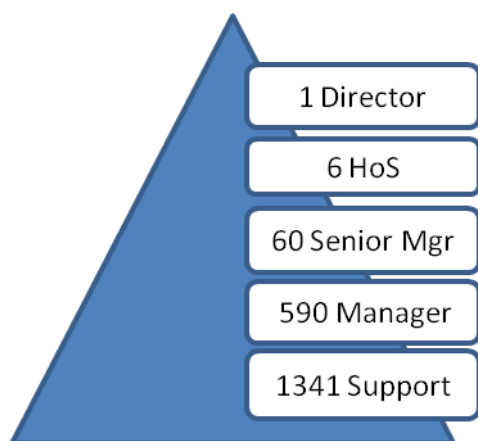 1 Director
6 HoS
60 Senior Mgr
590 Manager
1341 Support